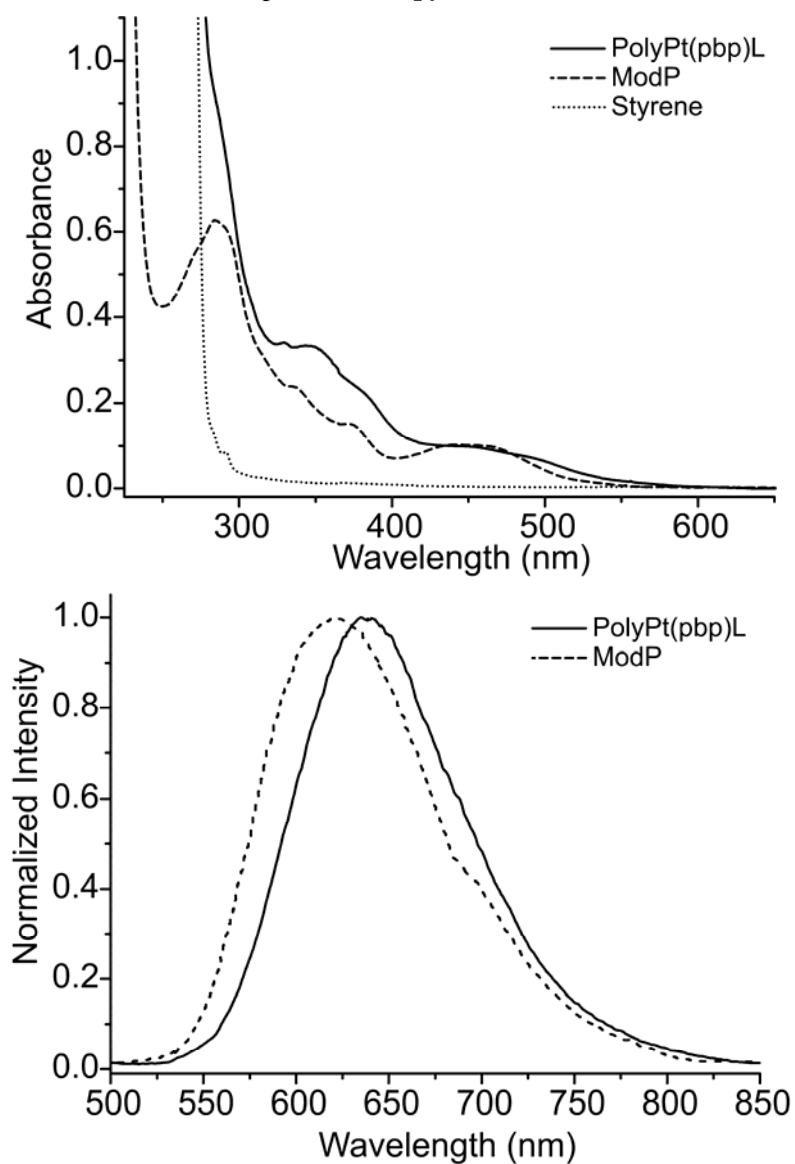 PolyPt(pbp)L
ModP
Styrene
1.0
0.8
0.6
0.4
0.2
0.0
Absorbance
300 400 500 600
Wavelength (nm)
PolyPt(pbp)L
ModP
1.0
0.8
0.6
0.4
0.2
0.0
Normalized Intensity
500 550 600 650 700 750 800 850
Wavelength (nm)